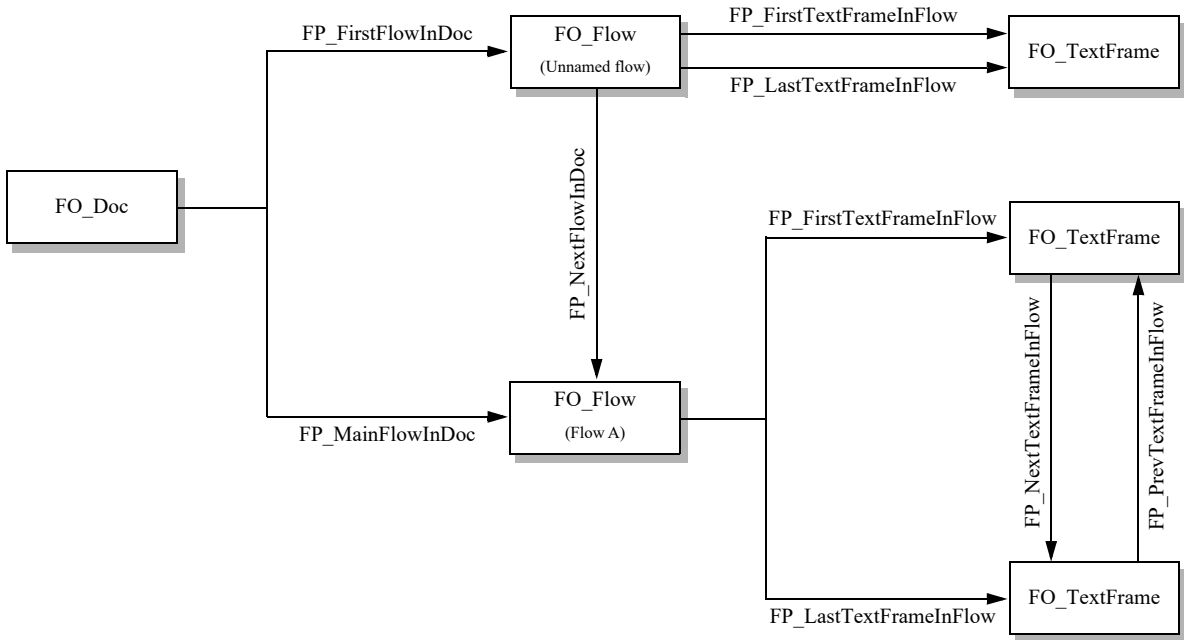 FP_FirstFlowInDoc
FO_Flow
(Unnamed flow)
FP_FirstTextFrameInFlow
FP_LastTextFrameInFlow
FO_TextFrame
FO_Doc
FP_NextFlowInDoc
FP_MainFlowInDoc
FO_Flow
(Flow A)
FP_FirstTextFrameInFlow
FO_TextFrame
FP_NextTextFrameInFlow
FP_PrevTextFrameInFlow
FP_LastTextFrameInFlow
FO_TextFrame